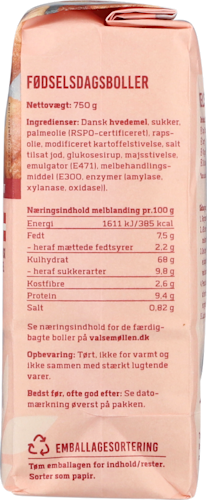 FØDSELSDAGSBOLLER
Nettovægt: 750 g
Ingredienser: Dansk hvedemel, sukker,
palmeolie (RSPO-certificeret), raps-
olie, modificeret kartoffelstivelse, salt
tilsat jod, glukosesirup, majsstivelse,
emulgator (E471), melbehandlings-
middel (E300, enzymer (amylase,
xylanase, oxidase).
Næringsindhold melblanding pr. 100 g
Energi 1611 kJ/385 kcal
Fedt 7.5 g
- heraf mættede fedtsyrer 2.2 g
Kulhydrat 68 g
- heraf sukkerarter 9.8 g
Kostfibre 2.6 g
Protein 9.4 g
Salt 0.82 g
Se næringsindhold for de færdig-
bagte boller på valsemøllen.dk
Opbevaring: Tørt, ikke for varmt og
ikke sammen med stærkt lugtende
varer.
Bedst før, ofte god efter: Se dato-
mærkning øverst på pakken.
EMBALLAGESORTERING
Tøm emballagen for indhold/rester.
Sorter som papir.